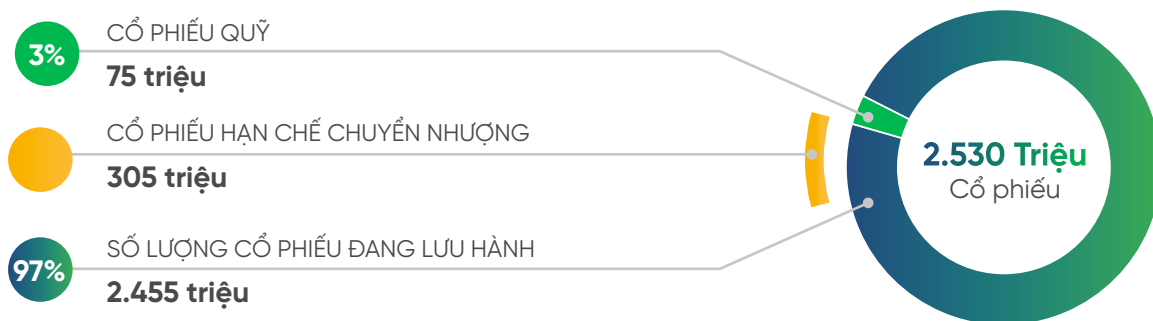 3%
CỔ PHIẾU QUỸ
75 triệu
CỔ PHIẾU HẠN CHẾ CHUYỂN NHƯỢNG
305 triệu
97%
SỐ LƯỢNG CỔ PHIẾU ĐANG LƯU HÀNH
2.455 triệu
2.530 Triệu
Cổ phiếu